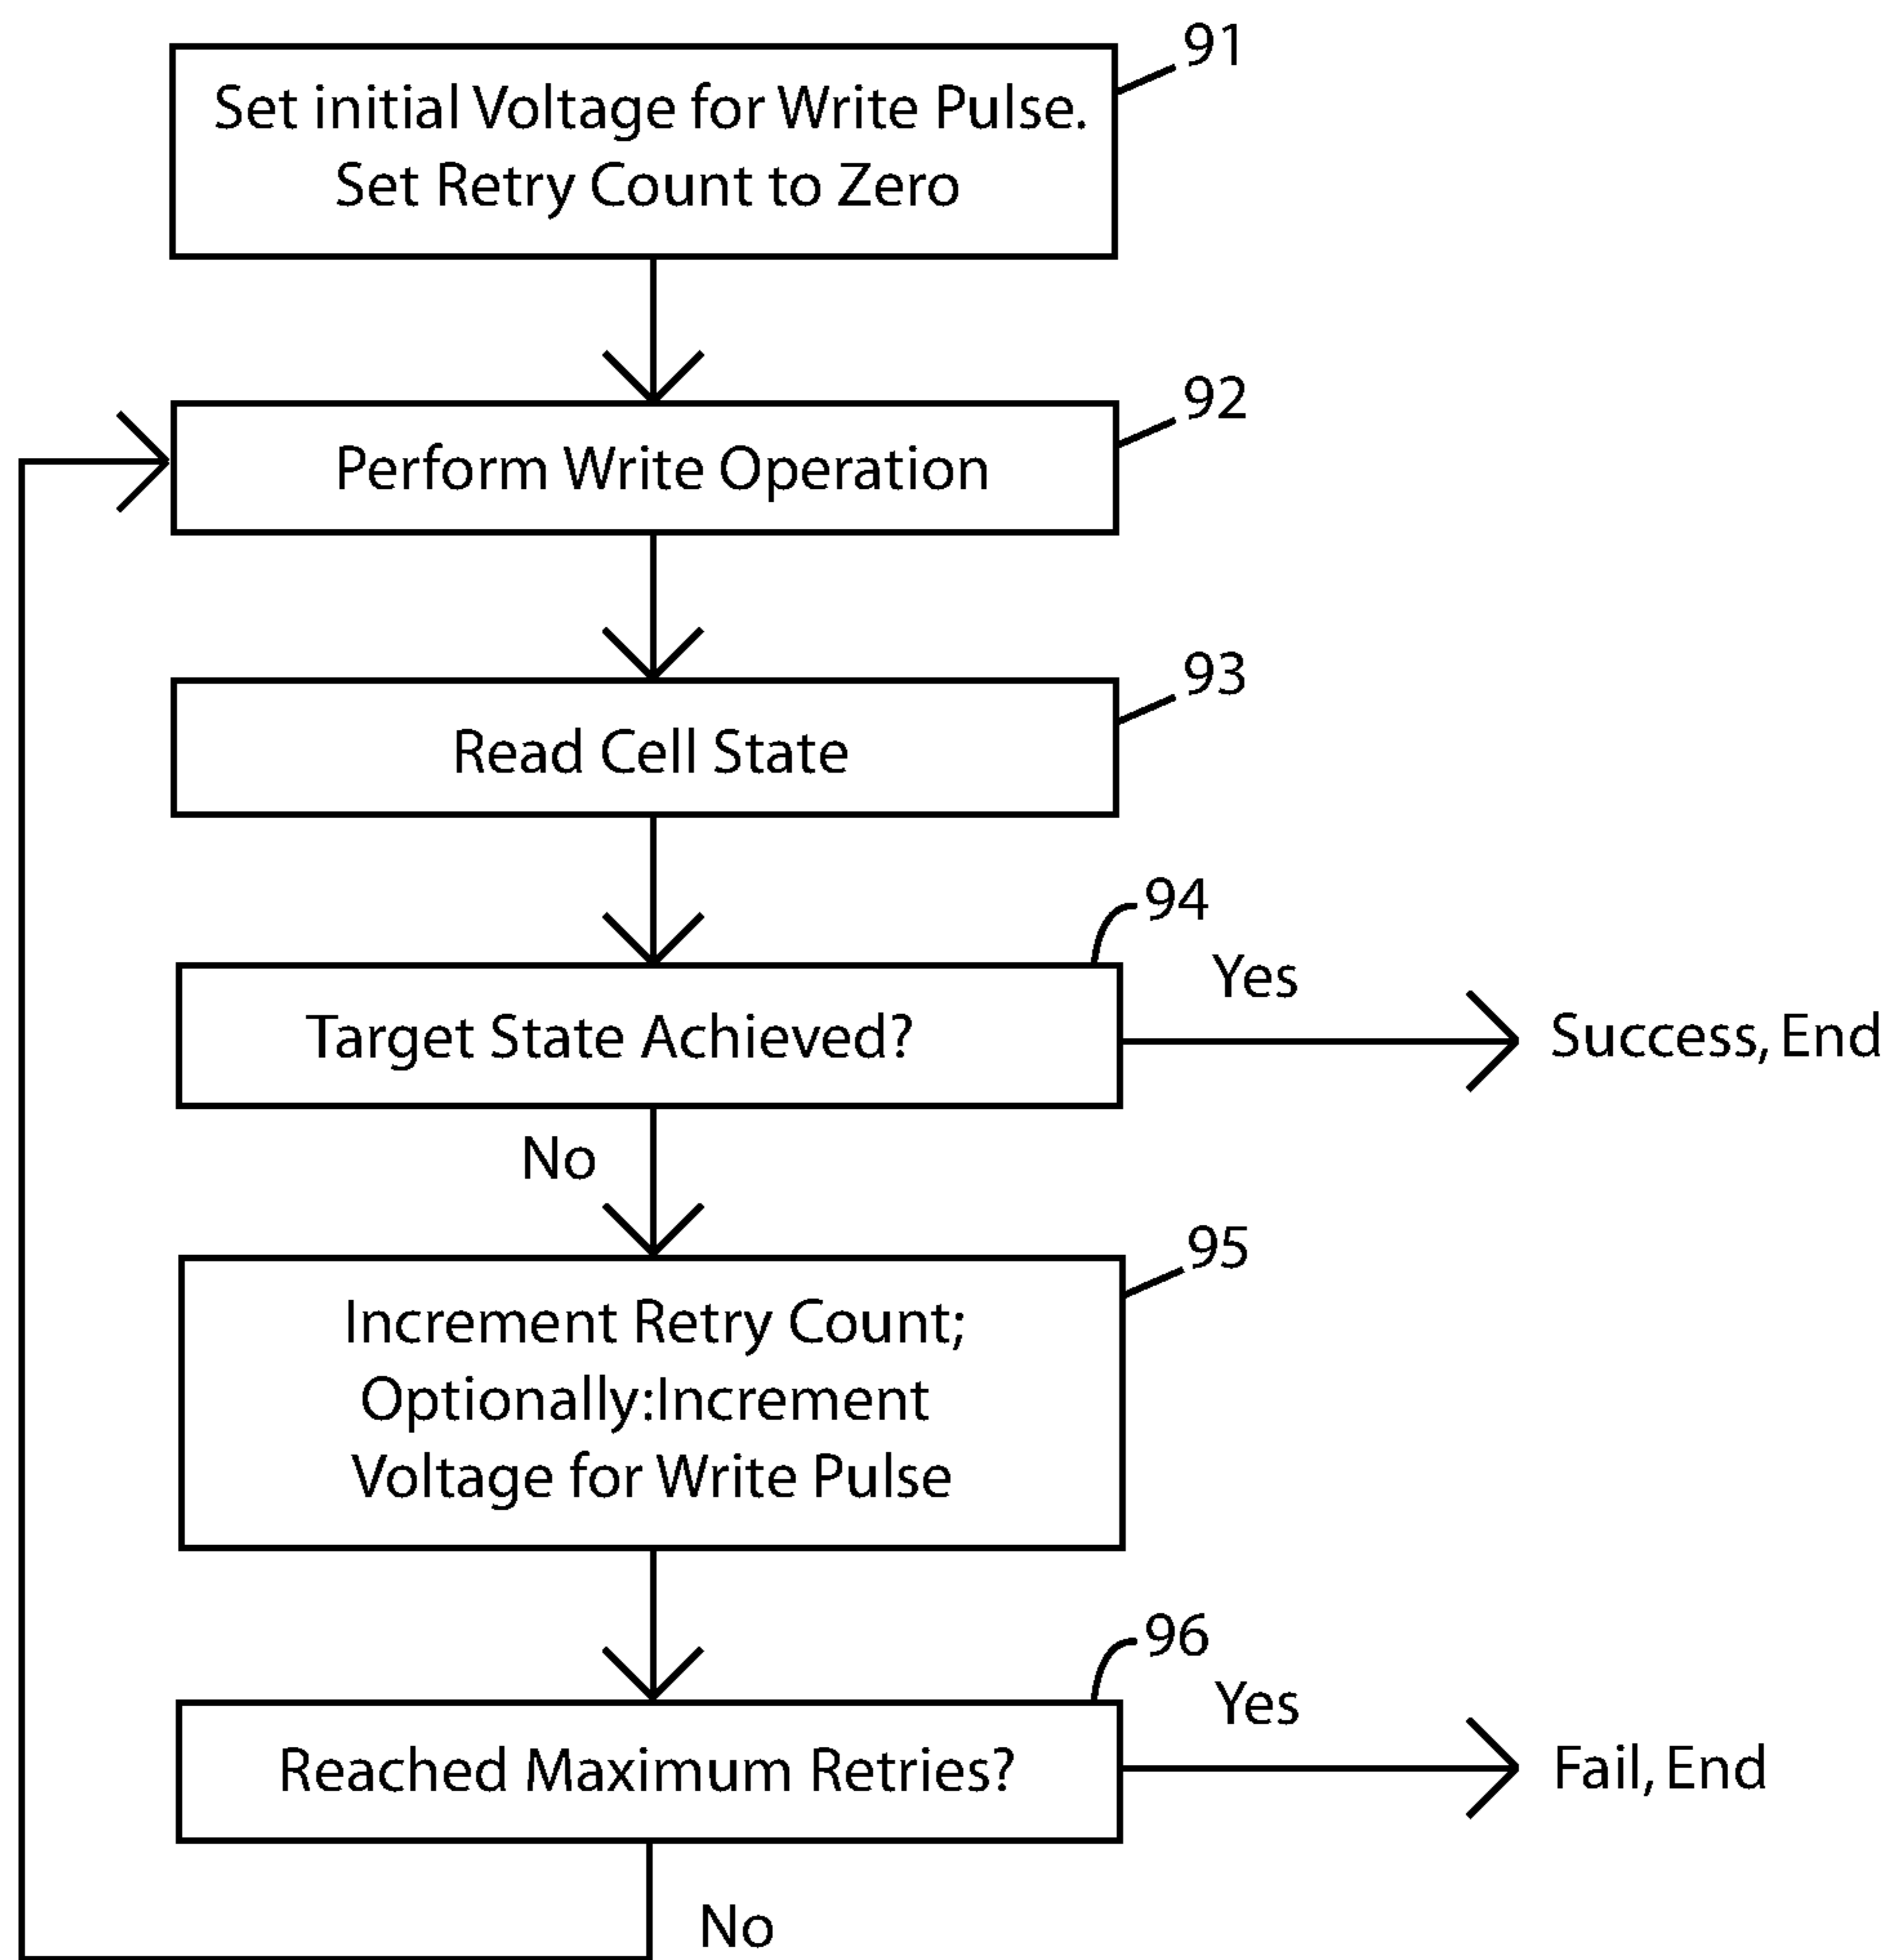 91
Set initial Voltage for Write Pulse.
Set Retry Count to Zero
92
Perform Write Operation
93
Read Cell State
94
Yes
Target State Achieved?
Success, End
No
95
Increment Retry Count;
Optionally:Increment
Voltage for Write Pulse
96
Yes
Reached Maximum Retries?
Fail, End
No